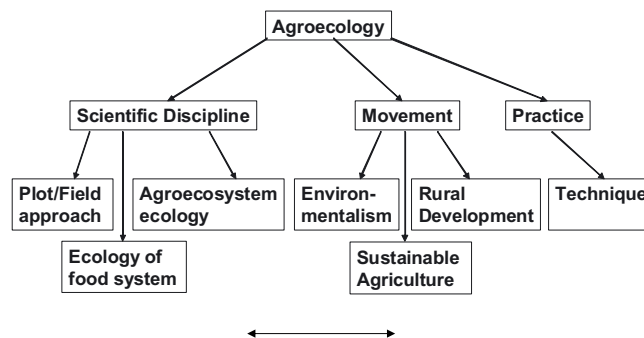 Agroecology
Scientific Discipline
Movement
Practice
Plot/Field
approach
Agroecosystem
ecology
Environ-
mentalism
Rural
Development
Technique
Ecology of
food system
Sustainable
Agriculture